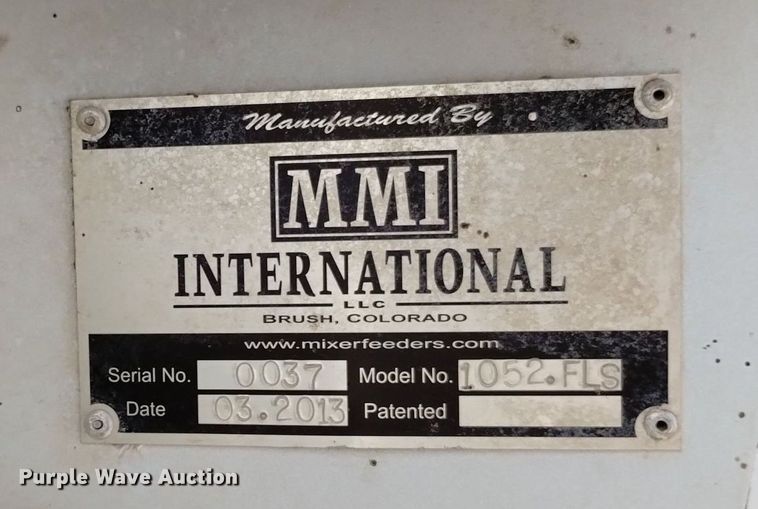 Manufactured By
MMI
INTERNATIONAL
LLC
BRUSH, COLORADO
www.mixerfeeders.com
Serial No. 0037 Model No. 1052.FLS
Date 03.2013 Patented
Purple Wave Auction